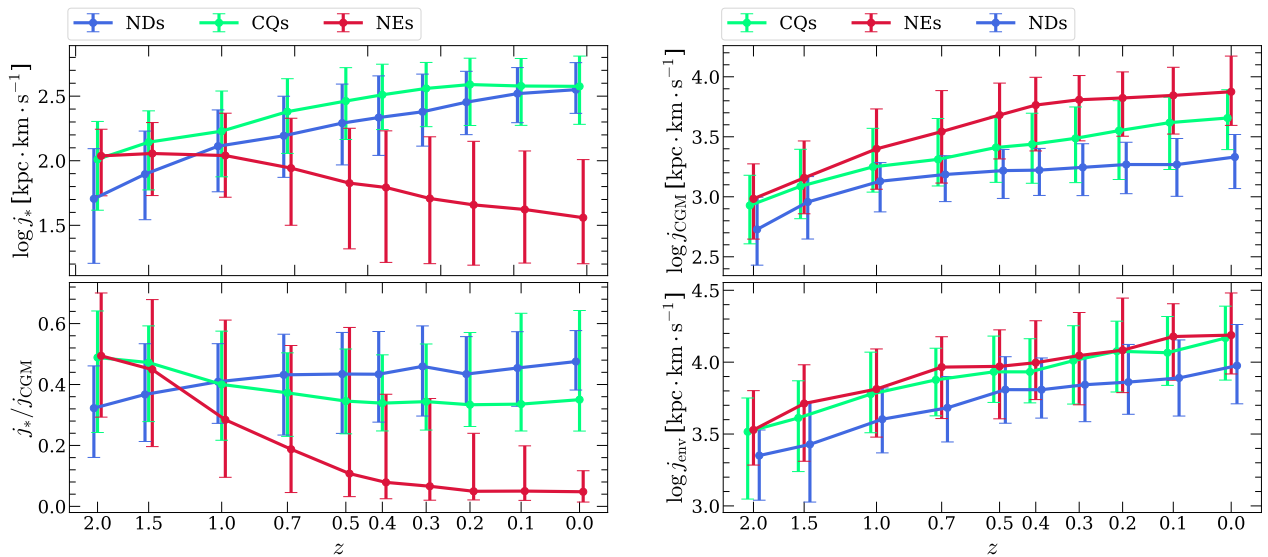 NDs CQs NEs
log j* [kpc · km · s⁻¹]
2.5
2.0
1.5
j*/jCGM
0.6
0.4
0.2
0.0
2.0 1.5 1.0 0.7 0.5 0.4 0.3 0.2 0.1 0.0
z
CQs NEs NDs
log jCGM [kpc · km · s⁻¹]
4.0
3.5
3.0
2.5
log jenv [kpc · km · s⁻¹]
4.5
4.0
3.5
3.0
2.0 1.5 1.0 0.7 0.5 0.4 0.3 0.2 0.1 0.0
z